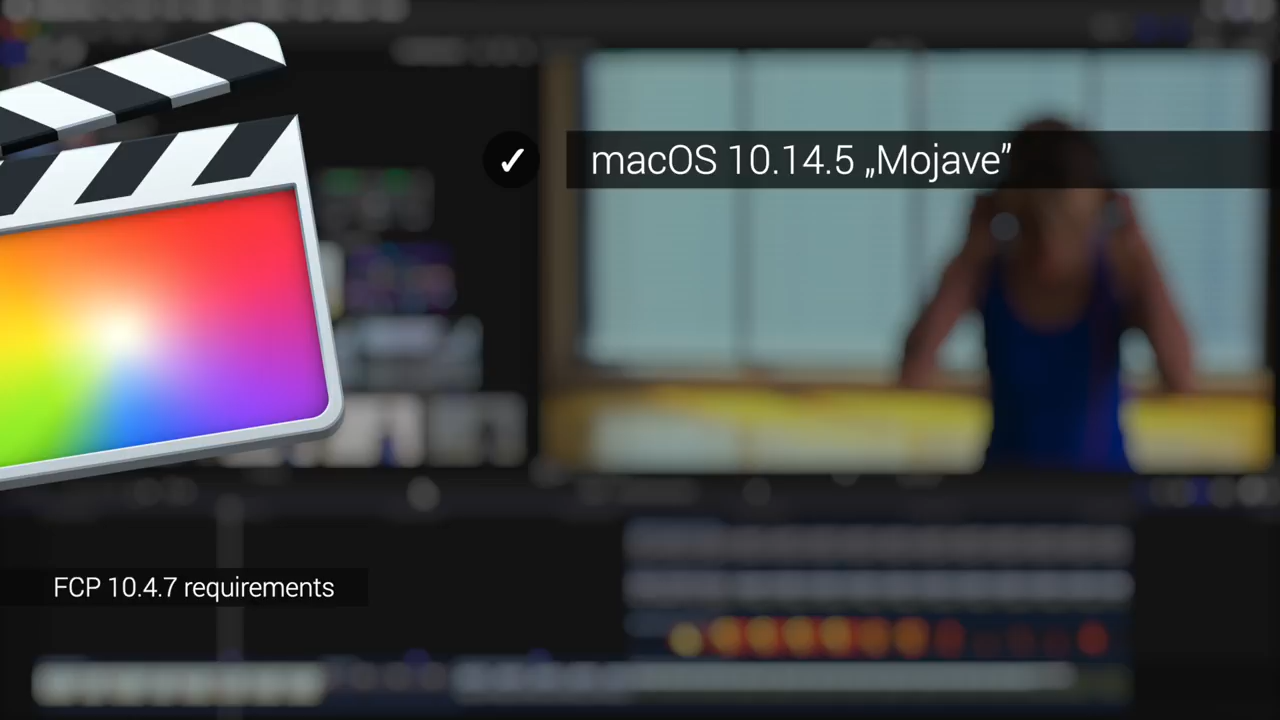 macOS 10.14.5 „Mojave”
FCP 10.4.7 requirements